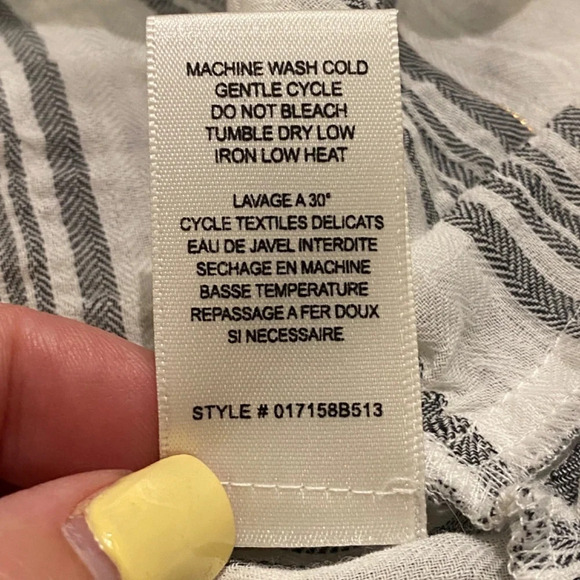 MACHINE WASH COLD
GENTLE CYCLE
DO NOT BLEACH
TUMBLE DRY LOW
IRON LOW HEAT
LAVAGE A 30°
CYCLE TEXTILES DELICATS
EAU DE JAVEL INTERDITE
SECHAGE EN MACHINE
BASSE TEMPERATURE
REPASSAGE A FER DOUX
SI NECESSAIRE
STYLE # 017158B513